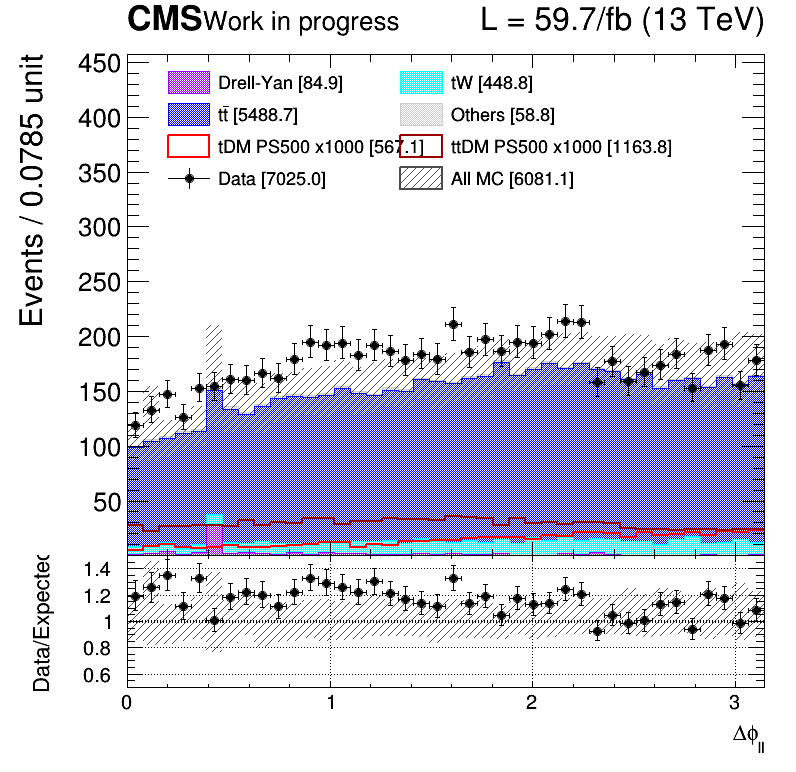 CMS Work in progress L = 59.7/fb (13 TeV)
Events / 0.0785 unit
450
400
350
300
250
200
150
100
50
Drell-Yan [84.9] tW [448.8]
tt̄ [5488.7] Others [58.8]
tDM PS500 x1000 [567.1] ttDM PS500 x1000 [1163.8]
Data [7025.0] All MC [6081.1]
Data/Expected
1.4
1.2
1
0.8
0.6
0 1 2 3
Δϕll